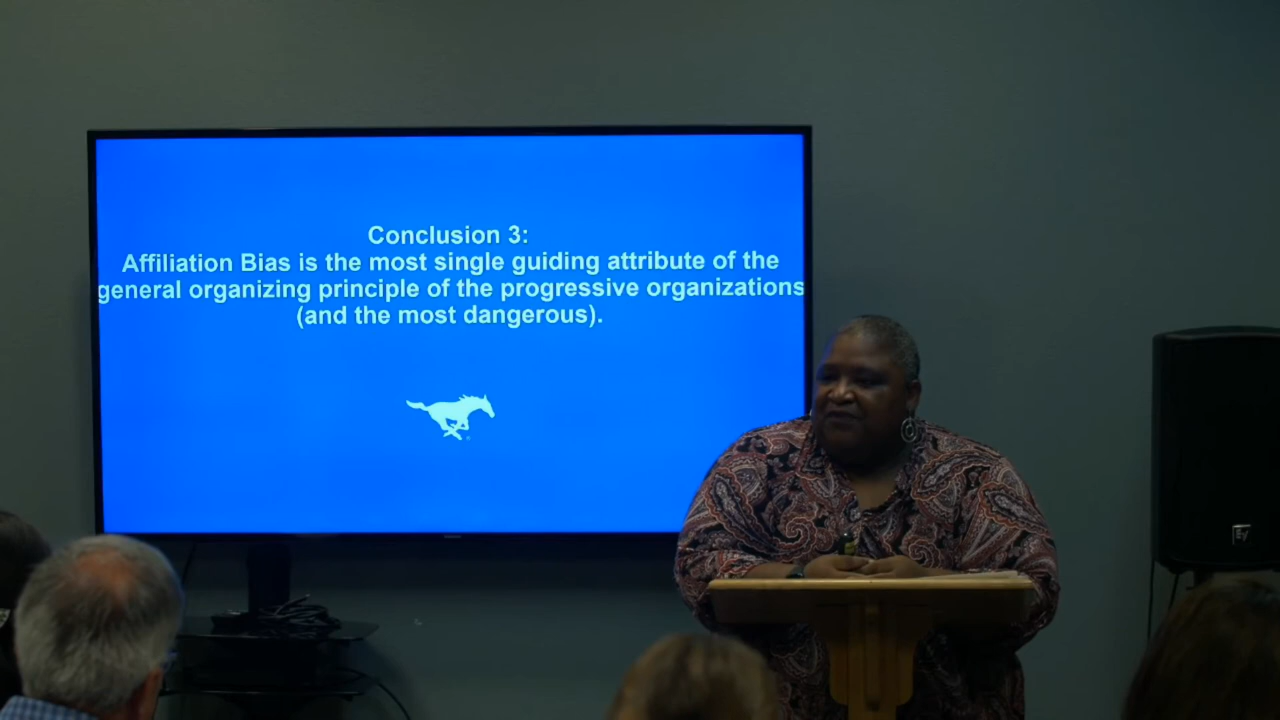 Conclusion 3:
Affiliation Bias is the most single guiding attribute of the
general organizing principle of the progressive organizations
(and the most dangerous).
EV